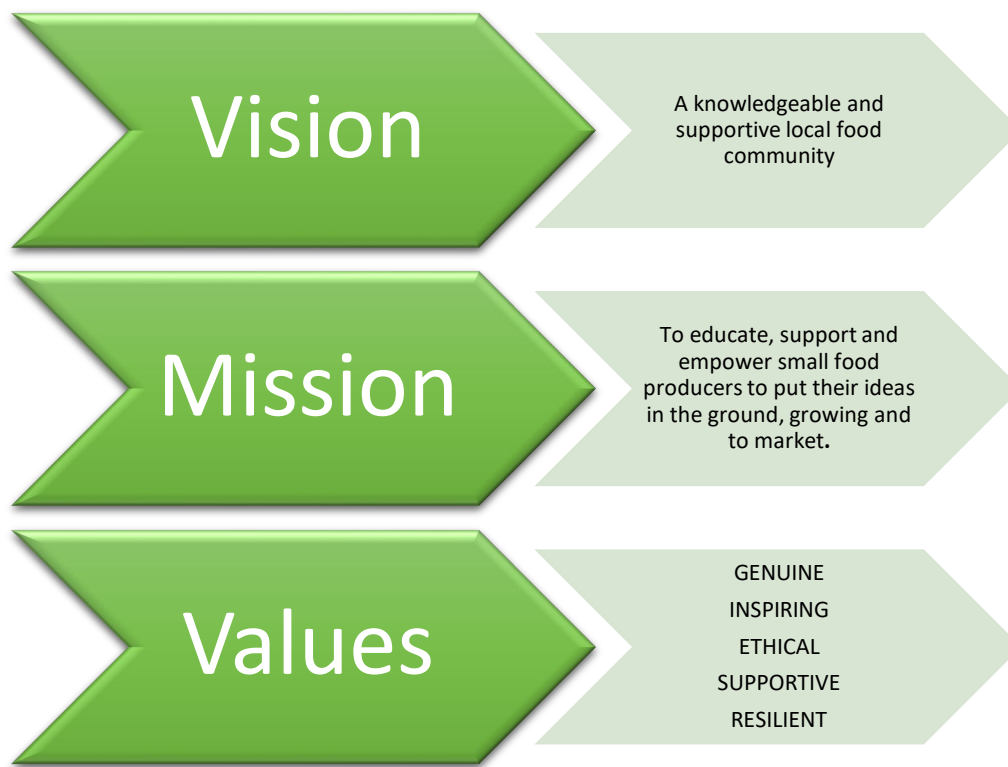 Vision
A knowledgeable and
supportive local food
community
Mission
To educate, support and
empower small food
producers to put their ideas
in the ground, growing and
to market.
Values
GENUINE
INSPIRING
ETHICAL
SUPPORTIVE
RESILIENT